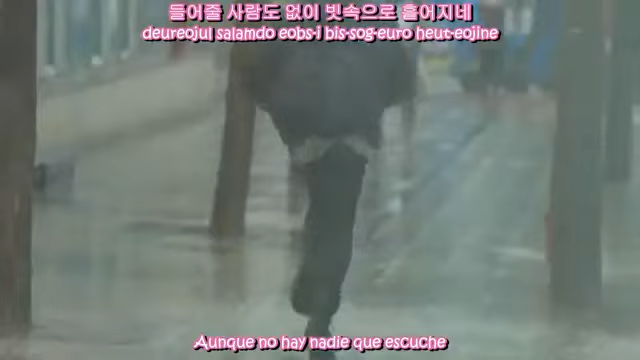 들어줄 사람도 없이 빗속으로 흩어지네
deureojul salamdo eobs-i bis-sog-euro heut-eojine
Aunque no hay nadie que escuche